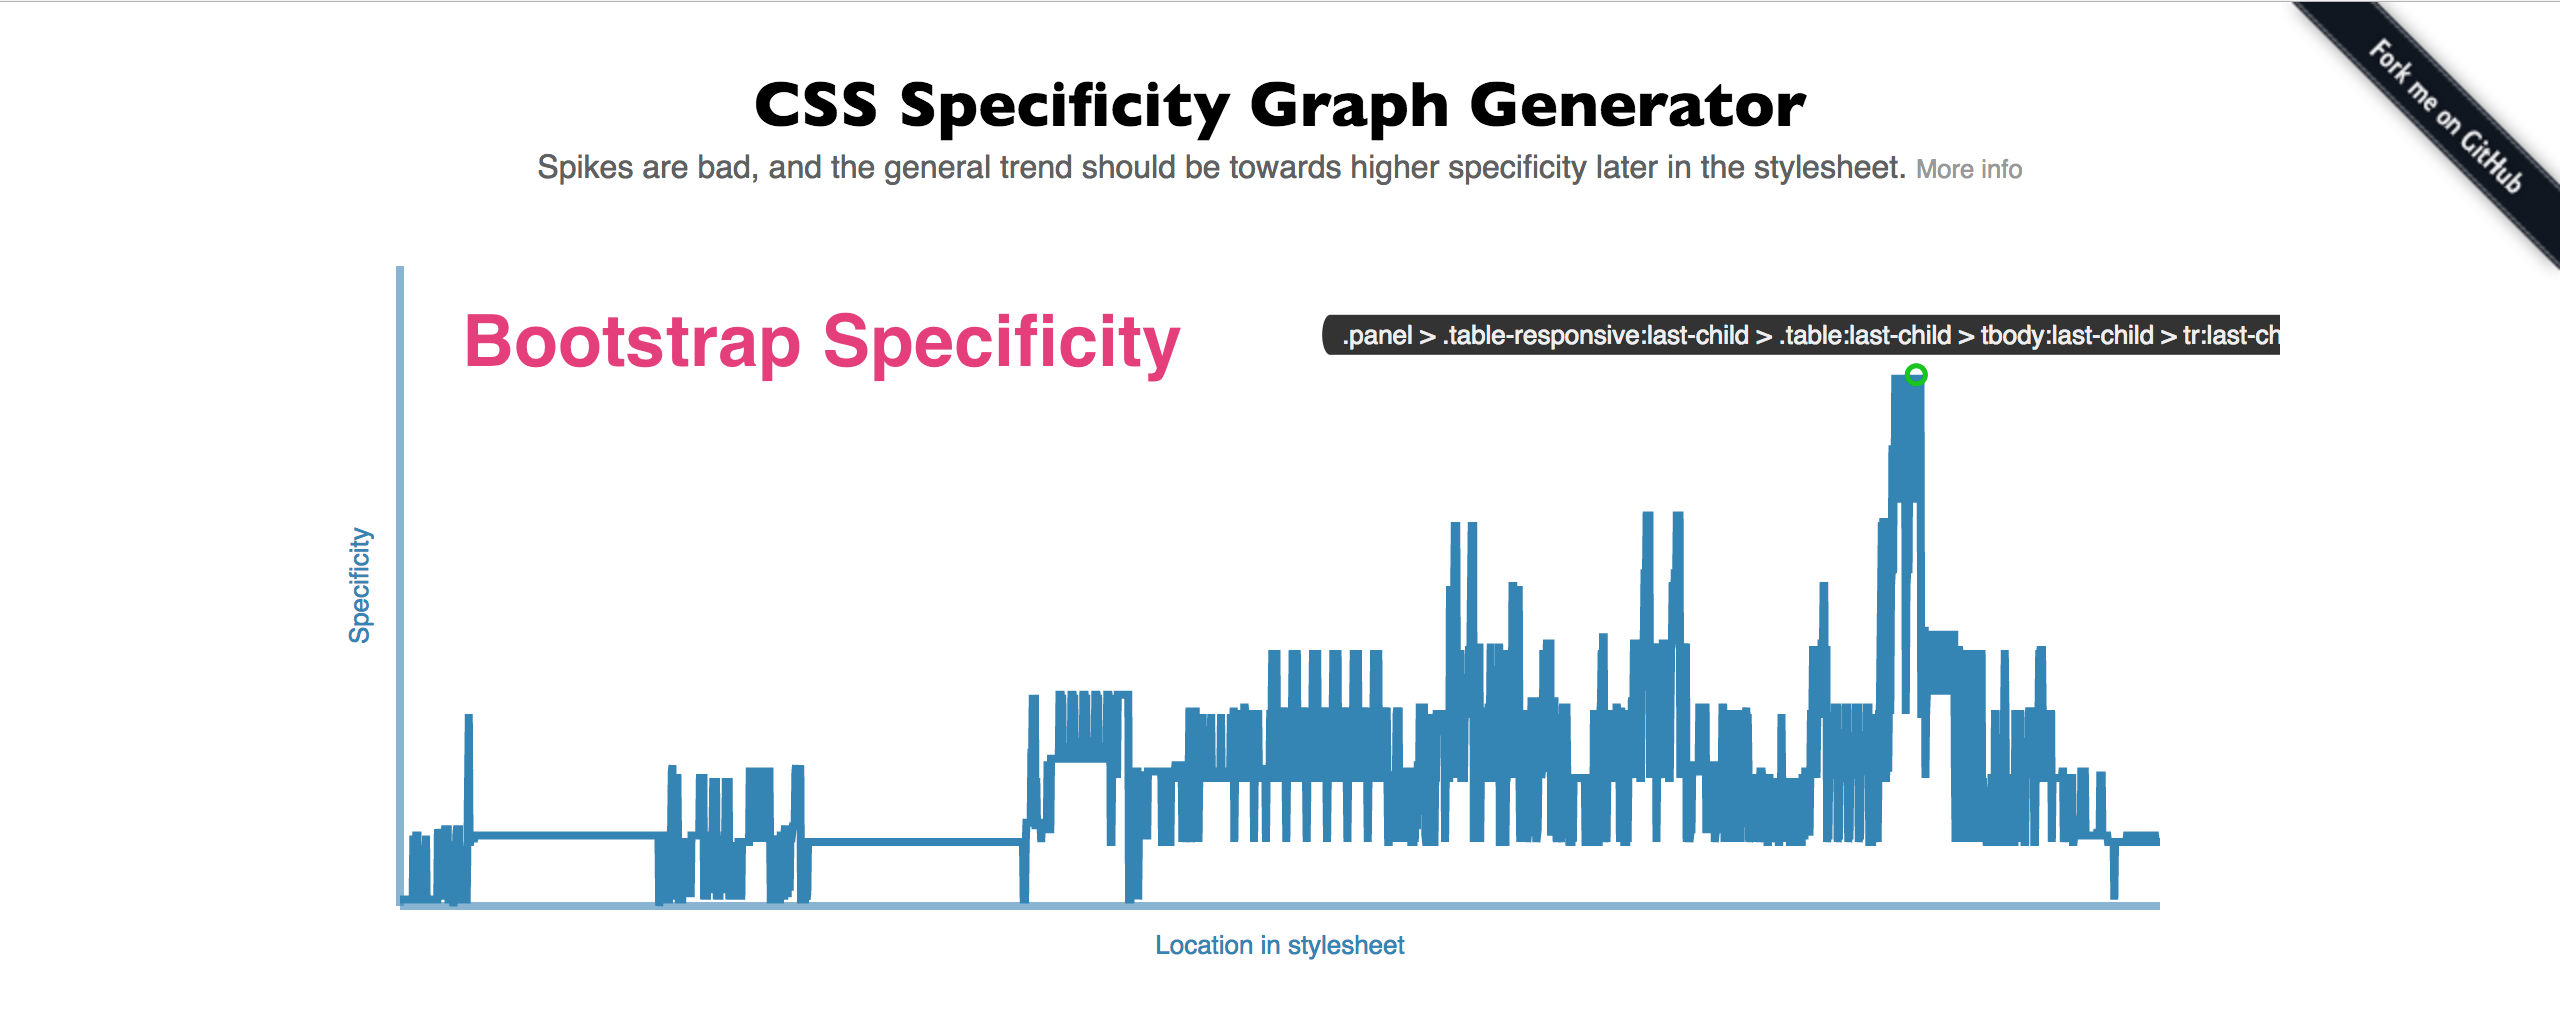 Fork me on GitHub
CSS Specificity Graph Generator
Spikes are bad, and the general trend should be towards higher specificity later in the stylesheet. More info
Bootstrap Specificity
.panel > .table-responsive:last-child > .table:last-child > tbody:last-child > tr:last-ch
Specificity
Location in stylesheet